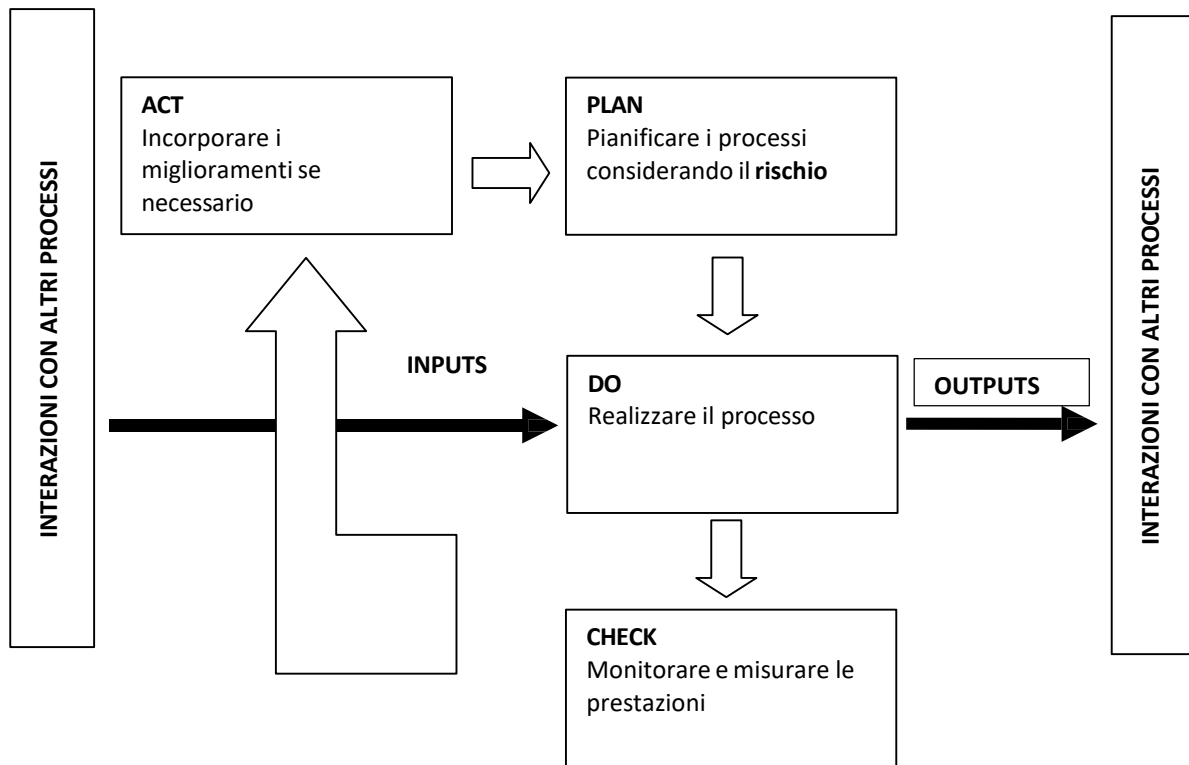 INTERAZIONI CON ALTRI PROCESSI
ACT
Incorporare i
miglioramenti se
necessario
PLAN
Pianificare i processi
considerando il rischio
INPUTS
DO
Realizzare il processo
OUTPUTS
CHECK
Monitorare e misurare le
prestazioni
INTERAZIONI CON ALTRI PROCESSI